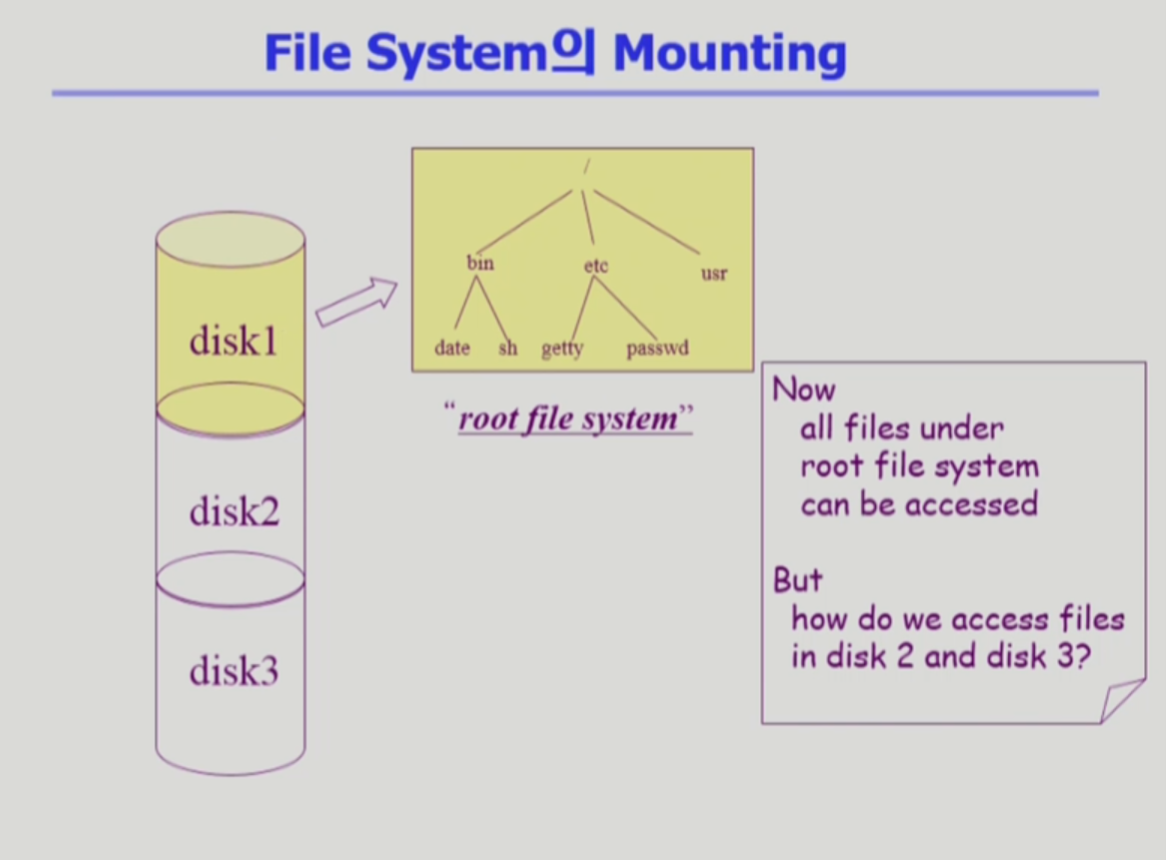 File System의 Mounting
/
bin etc usr
date sh getty passwd
"root file system"
disk1
disk2
disk3
Now
all files under
root file system
can be accessed
But
how do we access files
in disk 2 and disk 3?